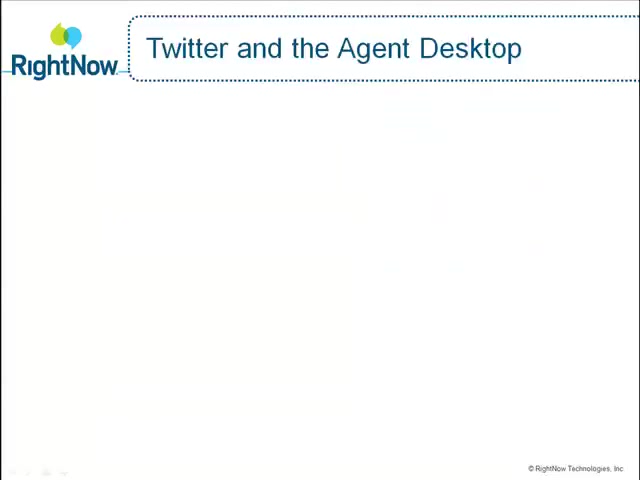 RightNow
Twitter and the Agent Desktop
© RightNow Technologies, Inc